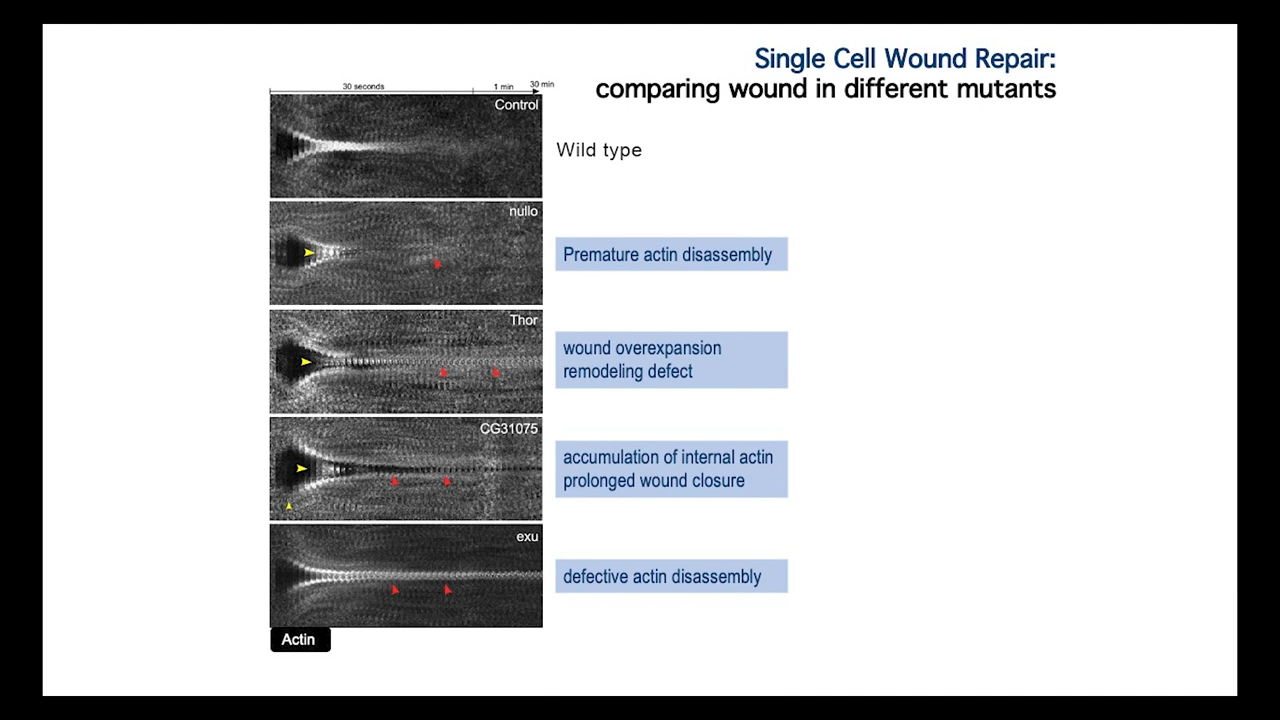 Single Cell Wound Repair:
comparing wound in different mutants
30 seconds 1 min 30 min
Control
Wild type
nullo
Premature actin disassembly
Thor
wound overexpansion
remodeling defect
CG31075
accumulation of internal actin
prolonged wound closure
exu
defective actin disassembly
Actin